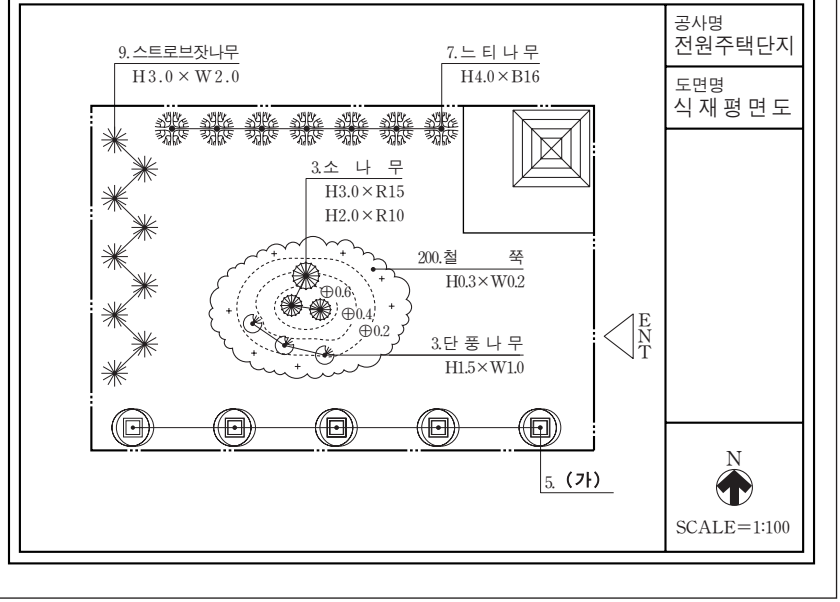 공사명
전원주택단지
도면명
식재평면도
9.스트로브잣나무
H3.0×W2.0
7.느티나무
H4.0×B16
3.소 나 무
H3.0×R15
H2.0×R10
200.철 쭉
H0.3×W0.2
⊕0.6
⊕0.4
⊕0.2
3.단풍나무
H1.5×W1.0
ENT
5. (가)
N
SCALE=1:100